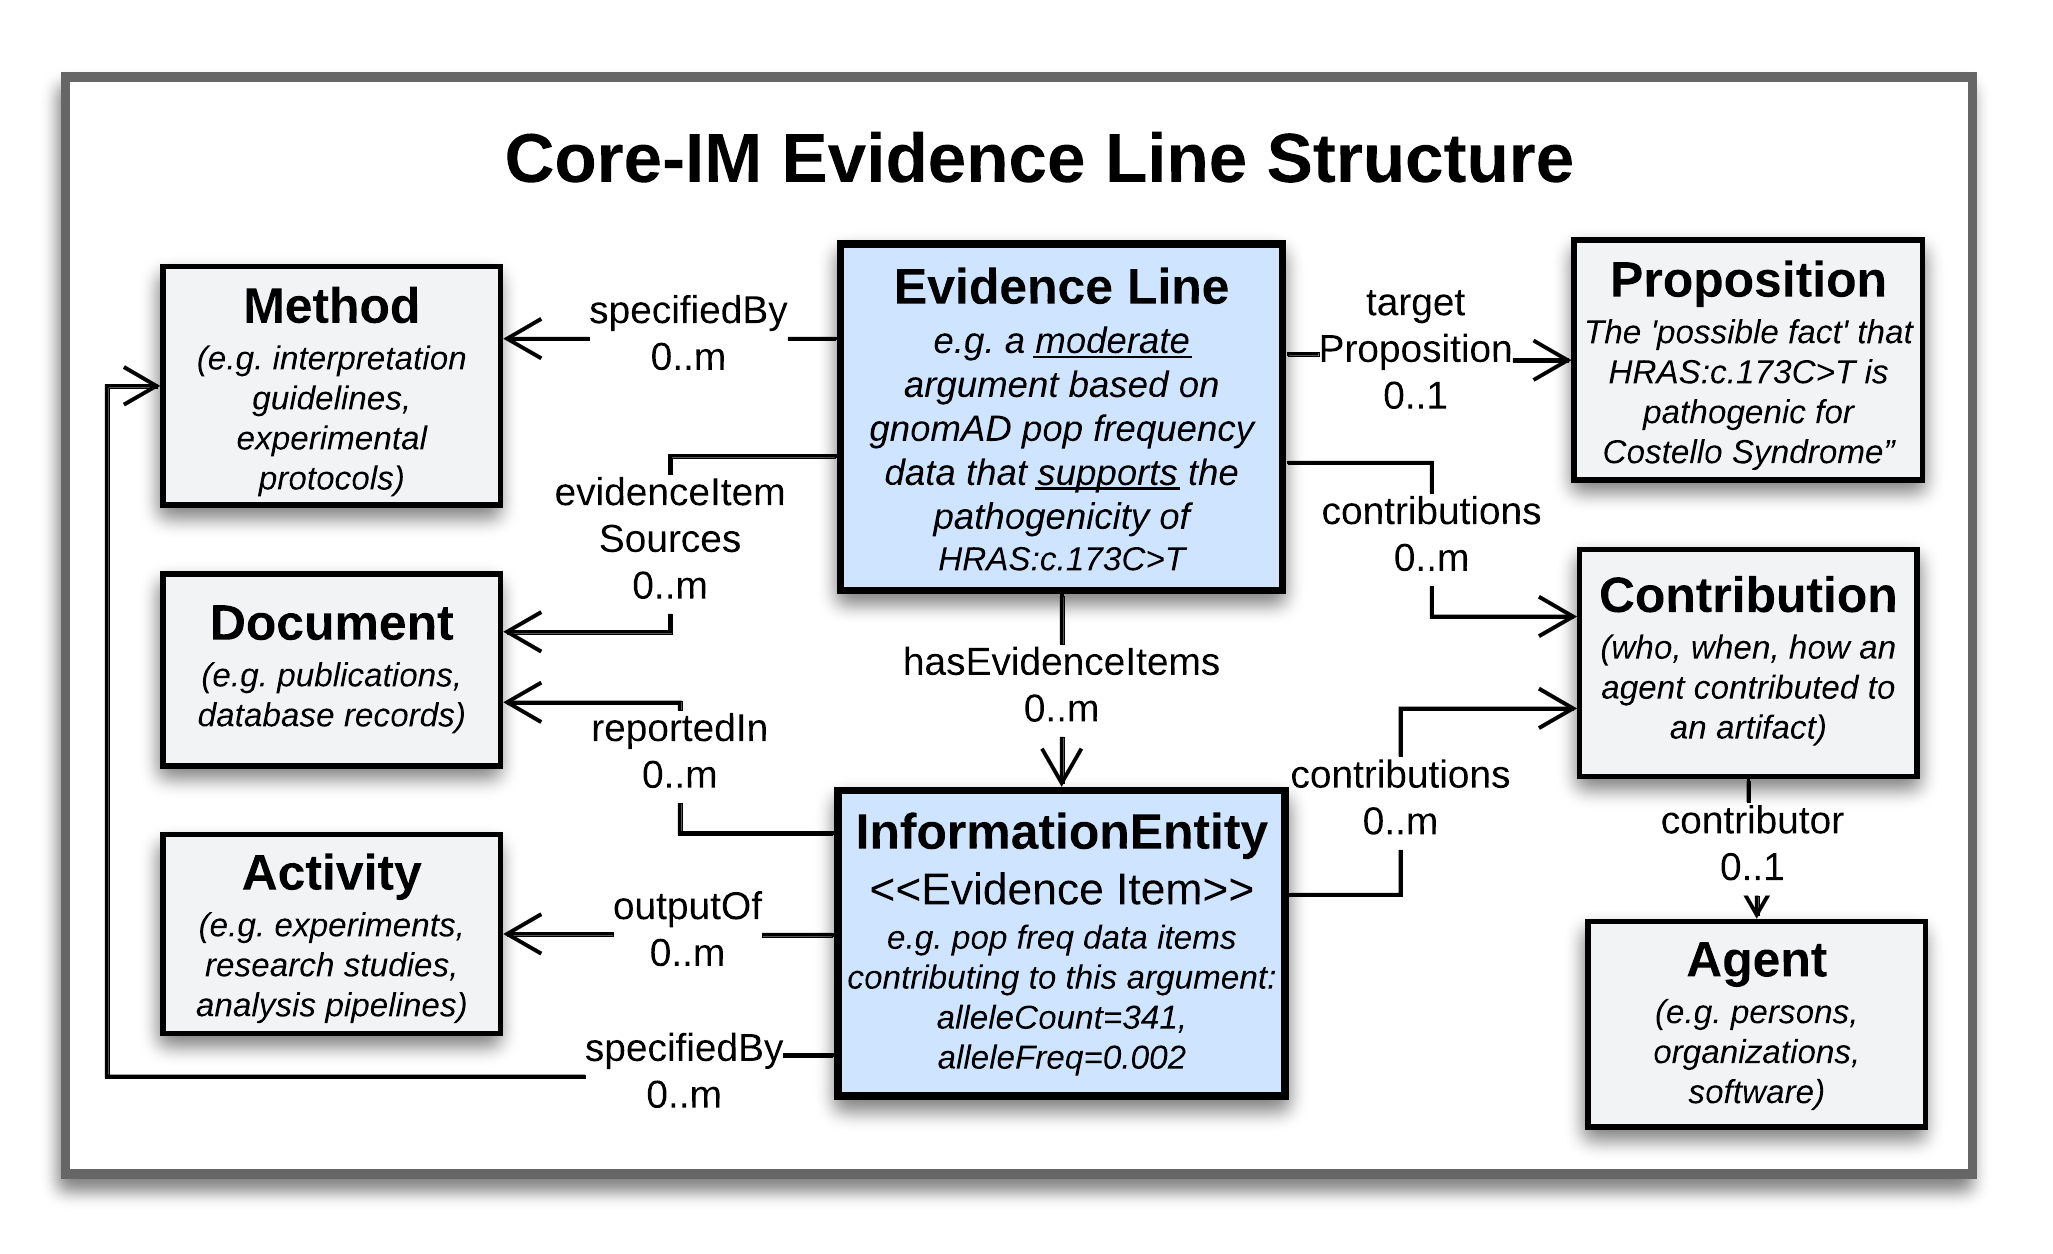 Core-IM Evidence Line Structure
Method
(e.g. interpretation
guidelines,
experimental
protocols)
specifiedBy
0..m
Evidence Line
e.g. a moderate
argument based on
gnomAD pop frequency
data that supports the
pathogenicity of
HRAS:c.173C>T
target
Proposition
0..1
Proposition
The 'possible fact' that
HRAS:c.173C>T is
pathogenic for
Costello Syndrome”
evidenceItem
Sources
0..m
contributions
0..m
Document
(e.g. publications,
database records)
hasEvidenceItems
0..m
Contribution
(who, when, how an
agent contributed to
an artifact)
reportedIn
0..m
contributions
0..m
contributor
0..1
Activity
(e.g. experiments,
research studies,
analysis pipelines)
outputOf
0..m
InformationEntity
<<Evidence Item>>
e.g. pop freq data items
contributing to this argument:
alleleCount=341,
alleleFreq=0.002
Agent
(e.g. persons,
organizations,
software)
specifiedBy
0..m